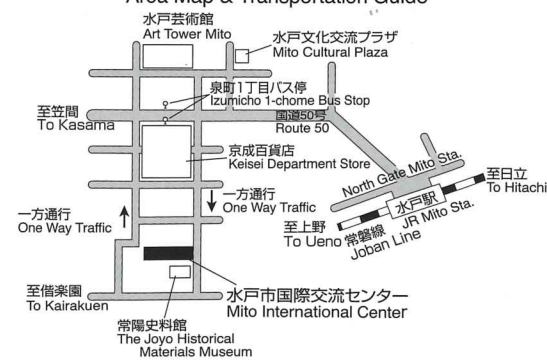 Area Map & Transportation Guide
水戸芸術館
Art Tower Mito
水戸文化交流プラザ
Mito Cultural Plaza
泉町1丁目バス停
Izumicho 1-chome Bus Stop
至笠間
To Kasama
国道50号
Route 50
京成百貨店
Keisei Department Store
North Gate Mito Sta.
至日立
To Hitachi
水戸駅
JR Mito Sta.
一方通行
One Way Traffic
一方通行
One Way Traffic
至上野
To Ueno
常磐線
Joban Line
至偕楽園
To Kairakuen
水戸市国際交流センター
Mito International Center
常陽史料館
The Joyo Historical
Materials Museum